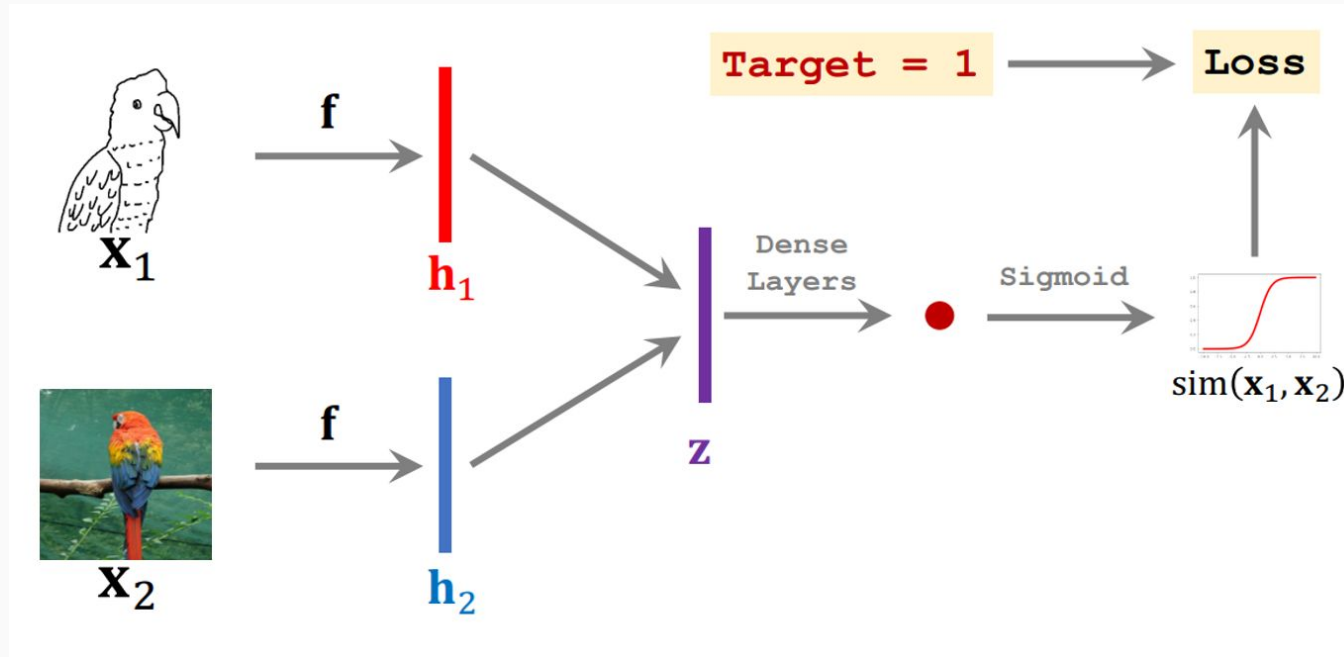 Target = 1
Loss
f
x₁
h₁
Dense
Layers
Sigmoid
sim(x₁, x₂)
f
z
x₂
h₂